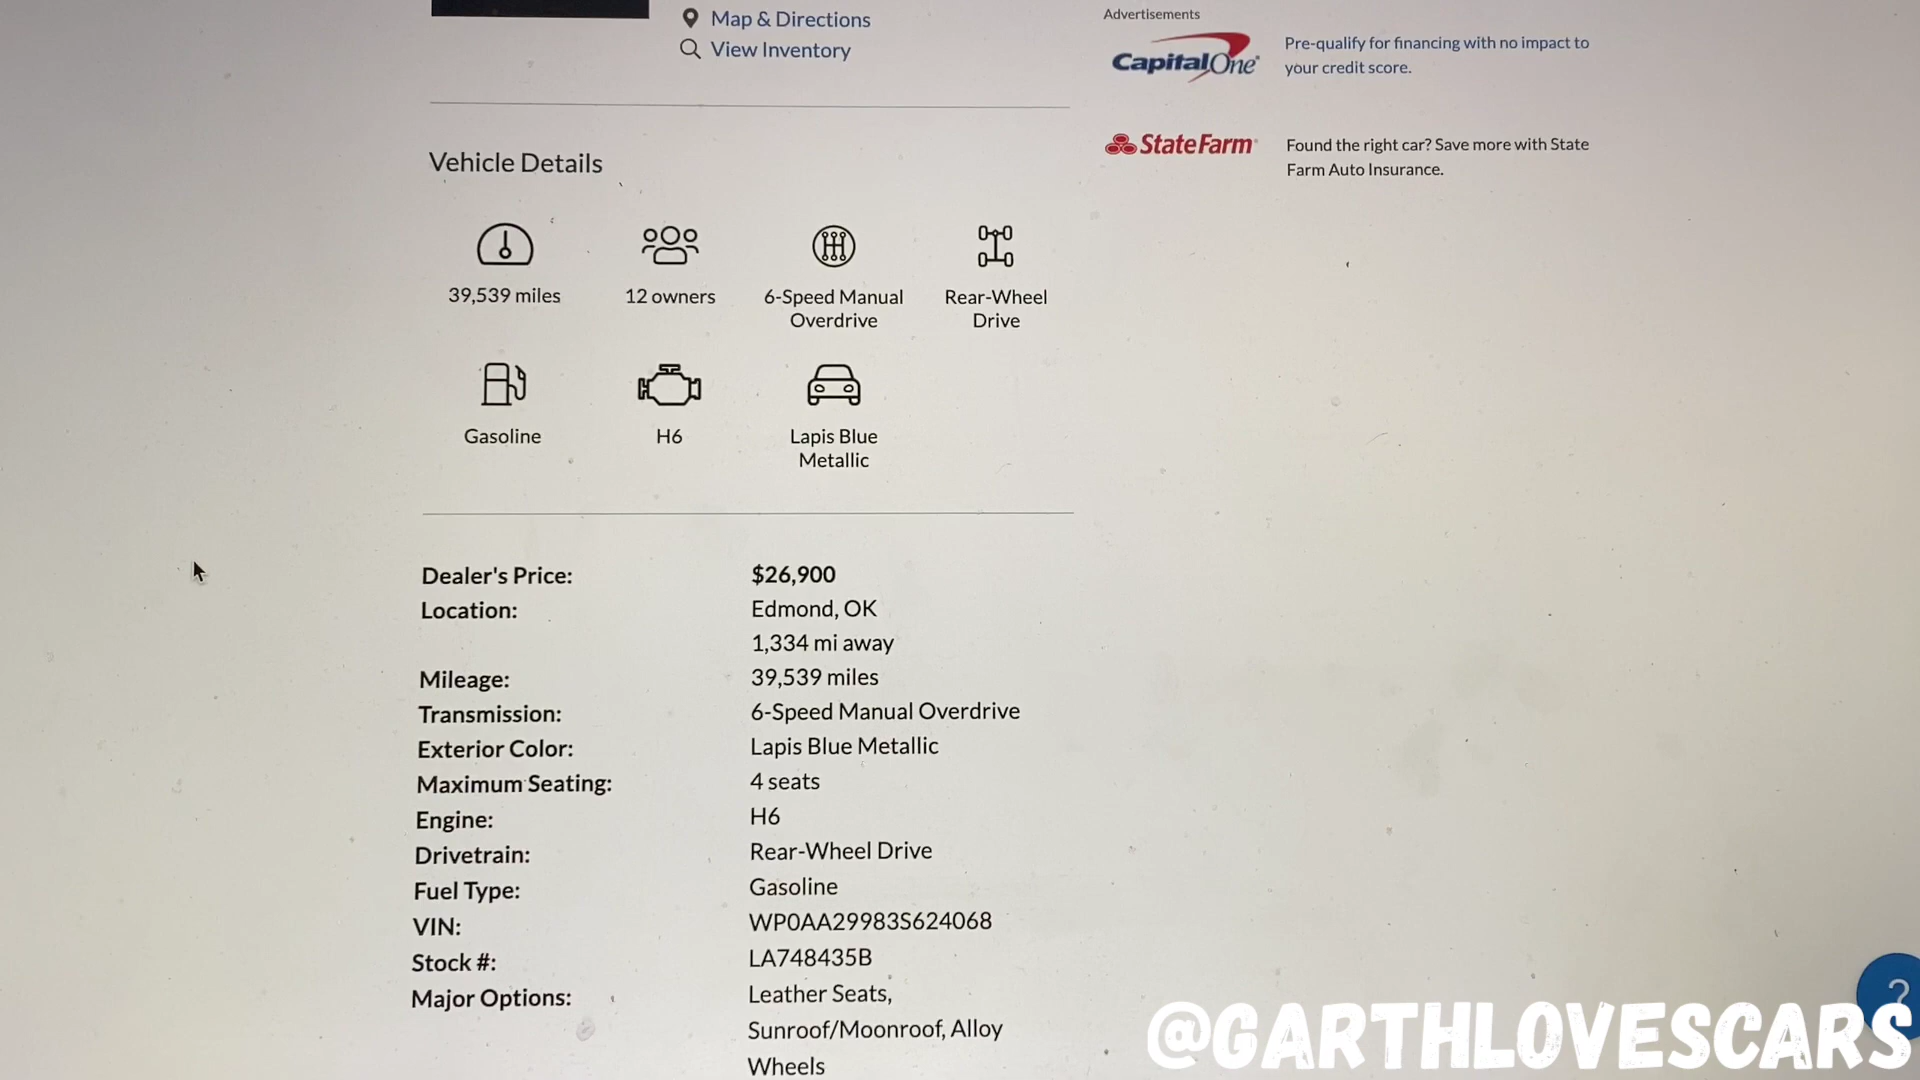 Map & Directions
View Inventory
Advertisements
CapitalOne
Pre-qualify for financing with no impact to
your credit score.
StateFarm
Found the right car? Save more with State
Farm Auto Insurance.
Vehicle Details
39,539 miles
12 owners
6-Speed Manual
Overdrive
Rear-Wheel
Drive
Gasoline
H6
Lapis Blue
Metallic
Dealer's Price: $26,900
Location: Edmond, OK
1,334 mi away
Mileage: 39,539 miles
Transmission: 6-Speed Manual Overdrive
Exterior Color: Lapis Blue Metallic
Maximum Seating: 4 seats
Engine: H6
Drivetrain: Rear-Wheel Drive
Fuel Type: Gasoline
VIN: WP0AA29983S624068
Stock #: LA748435B
Major Options: Leather Seats,
Sunroof/Moonroof, Alloy
Wheels
?
@GARTHLOVESCARS